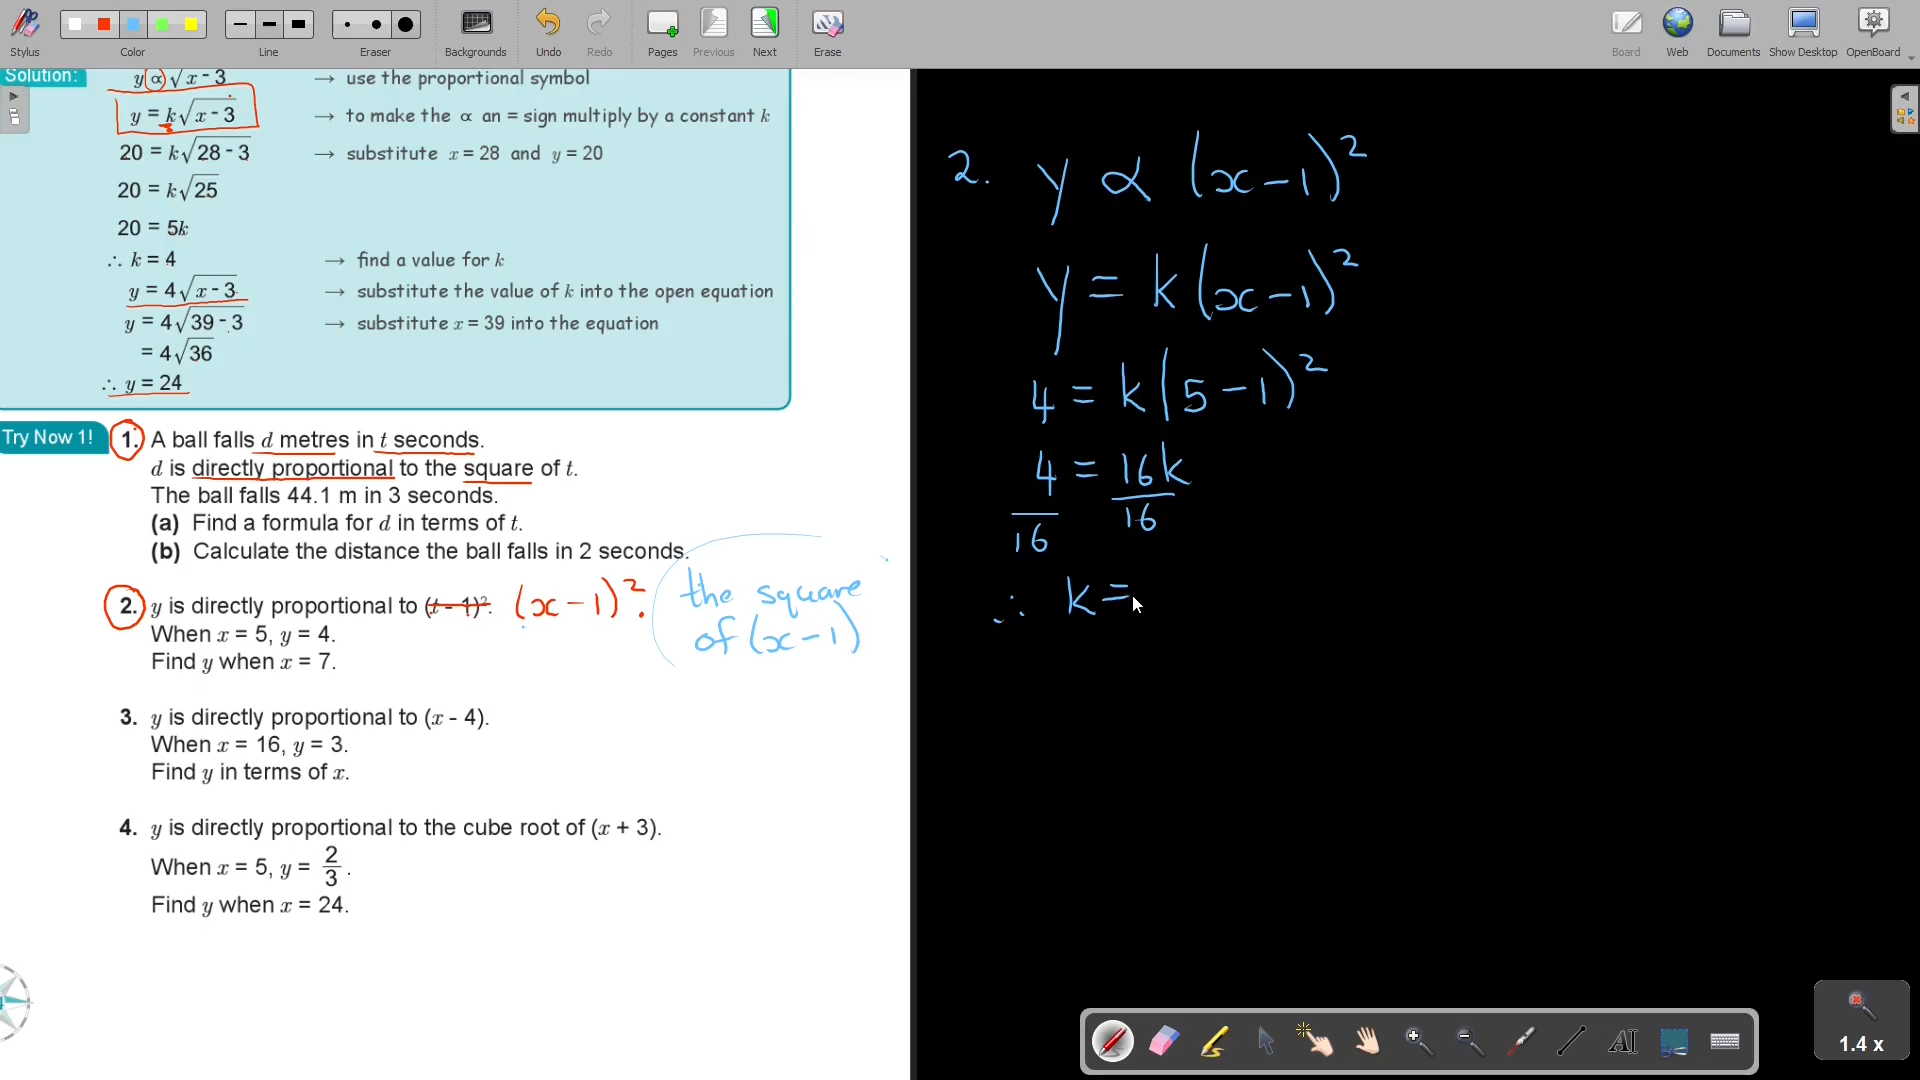 Stylus Color Line Eraser Backgrounds Undo Redo Pages Previous Next Erase Board Web Documents Show Desktop OpenBoard
Solution:
y ∝ √x - 3 → use the proportional symbol
y = k√x - 3 → to make the ∝ an = sign multiply by a constant k
20 = k√28 - 3 → substitute x = 28 and y = 20
20 = k√25
20 = 5k
∴ k = 4 → find a value for k
y = 4√x - 3 → substitute the value of k into the open equation
y = 4√39 - 3 → substitute x = 39 into the equation
= 4√36
∴ y = 24
Try Now 1!
1. A ball falls d metres in t seconds.
d is directly proportional to the square of t.
The ball falls 44.1 m in 3 seconds.
(a) Find a formula for d in terms of t.
(b) Calculate the distance the ball falls in 2 seconds.
2. y is directly proportional to (t - 1)². (x - 1)².
the square
of (x - 1)
When x = 5, y = 4.
Find y when x = 7.
3. y is directly proportional to (x - 4).
When x = 16, y = 3.
Find y in terms of x.
4. y is directly proportional to the cube root of (x + 3).
When x = 5, y = 2/3.
Find y when x = 24.
2. y ∝ (x - 1)²
y = k(x - 1)²
4 = k(5 - 1)²
4 = 16k
16 16
∴ k =
AI
1.4 x